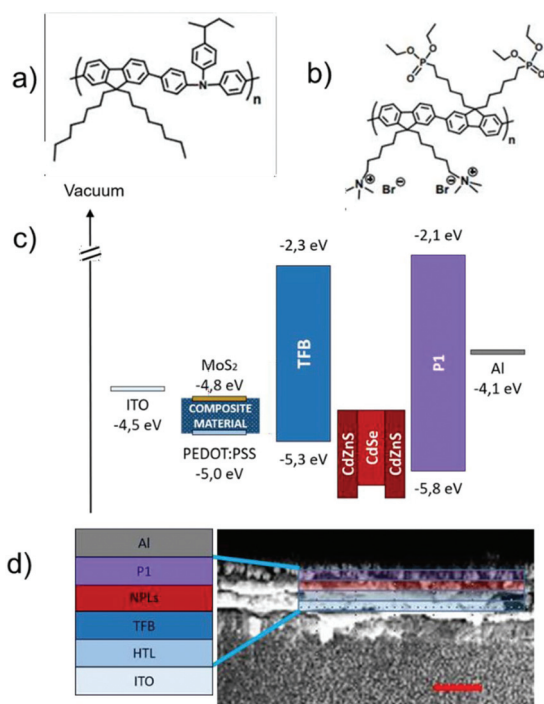 a)
N
n
b)
O
O
P
O
O
P
O
O
n
N
⊕
Br
⊖
Br
⊖
N
⊕
Vacuum
c)
-2,3 eV
-2,1 eV
TFB
P1
MoS2
-4,8 eV
ITO
-4,5 eV
COMPOSITE
MATERIAL
PEDOT:PSS
-5,0 eV
Al
-4,1 eV
CdZnS
CdSe
CdZnS
-5,3 eV
-5,8 eV
d)
Al
P1
NPLs
TFB
HTL
ITO